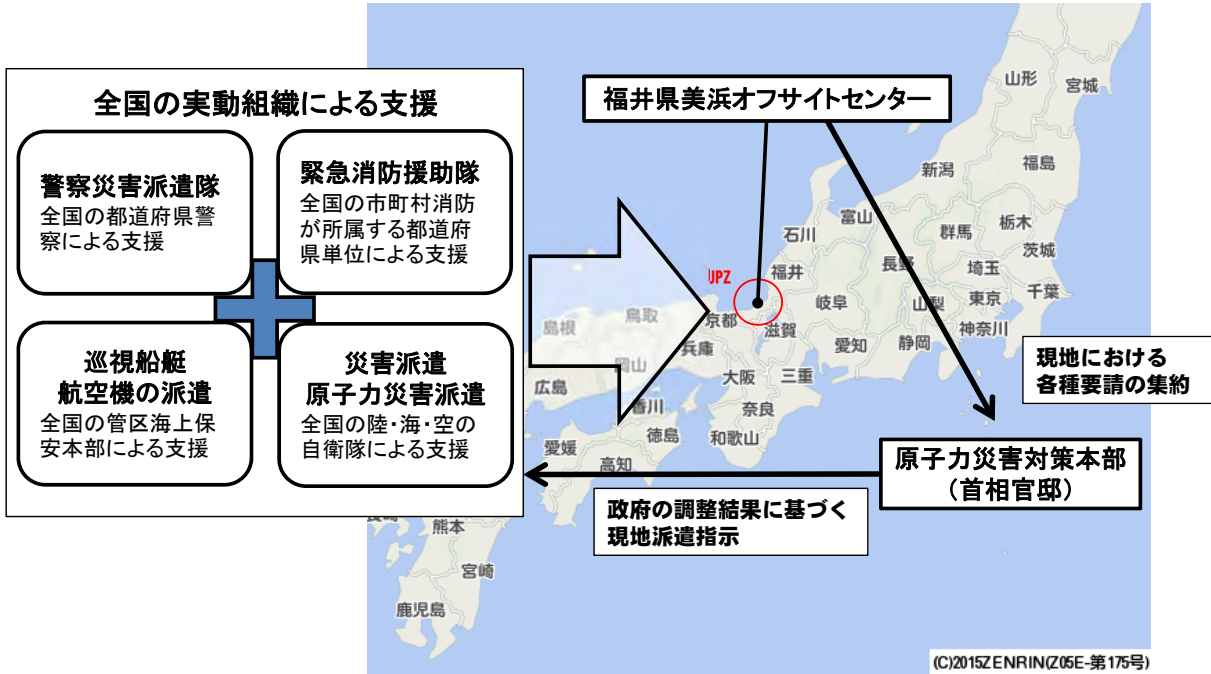 全国の実動組織による支援
警察災害派遣隊
全国の都道府県警
察による支援
緊急消防援助隊
全国の市町村消防
が所属する都道府
県単位による支援
巡視船艇
航空機の派遣
全国の管区海上保
安本部による支援
災害派遣
原子力災害派遣
全国の陸・海・空の
自衛隊による支援
福井県美浜オフサイトセンター
山形
宮城
新潟
福島
富山
石川
群馬
栃木
茨城
長野
福井
埼玉
UPZ
岐阜
山梨
東京
千葉
京都
滋賀
神奈川
鳥取
島根
兵庫
愛知
静岡
岡山
大阪
三重
広島
香川
奈良
徳島
和歌山
愛媛
高知
現地における
各種要請の集約
原子力災害対策本部
（首相官邸）
政府の調整結果に基づく
現地派遣指示
長崎
熊本
宮崎
鹿児島
(C)2015ZENRIN(Z05E-第175号)